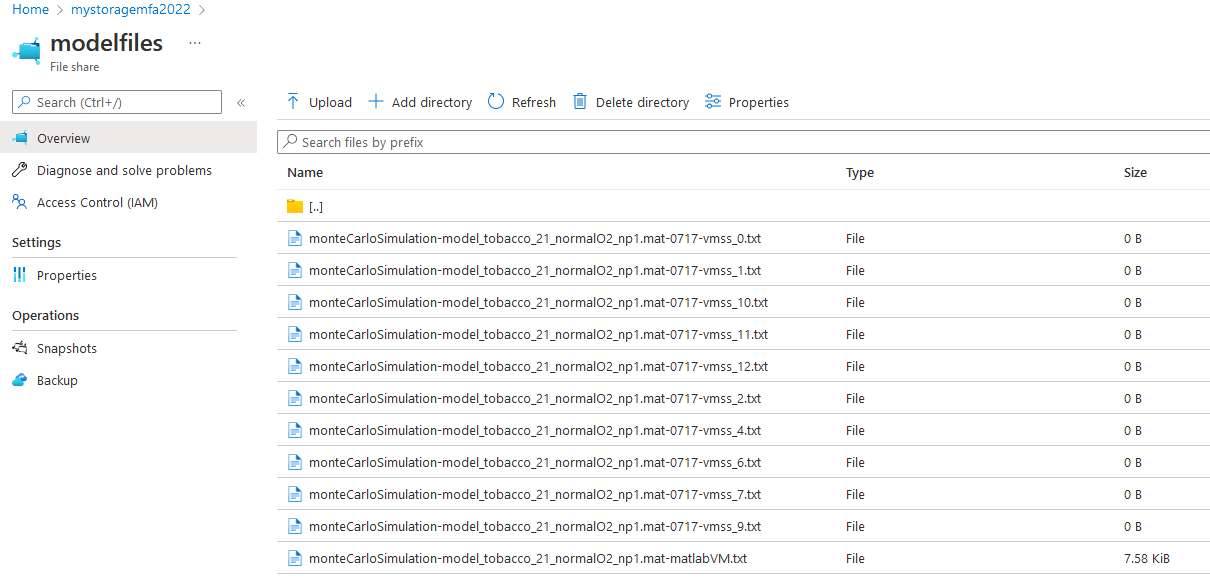 Home > mystoragemfa2022 >
modelfiles ...
File share
Search (Ctrl+/) «
Overview
Diagnose and solve problems
Access Control (IAM)
Settings
Properties
Operations
Snapshots
Backup
Upload Add directory Refresh Delete directory Properties
Search files by prefix
Name Type Size
[..]
monteCarloSimulation-model_tobacco_21_normalO2_np1.mat-0717-vmss_0.txt File 0 B
monteCarloSimulation-model_tobacco_21_normalO2_np1.mat-0717-vmss_1.txt File 0 B
monteCarloSimulation-model_tobacco_21_normalO2_np1.mat-0717-vmss_10.txt File 0 B
monteCarloSimulation-model_tobacco_21_normalO2_np1.mat-0717-vmss_11.txt File 0 B
monteCarloSimulation-model_tobacco_21_normalO2_np1.mat-0717-vmss_12.txt File 0 B
monteCarloSimulation-model_tobacco_21_normalO2_np1.mat-0717-vmss_2.txt File 0 B
monteCarloSimulation-model_tobacco_21_normalO2_np1.mat-0717-vmss_4.txt File 0 B
monteCarloSimulation-model_tobacco_21_normalO2_np1.mat-0717-vmss_6.txt File 0 B
monteCarloSimulation-model_tobacco_21_normalO2_np1.mat-0717-vmss_7.txt File 0 B
monteCarloSimulation-model_tobacco_21_normalO2_np1.mat-0717-vmss_9.txt File 0 B
monteCarloSimulation-model_tobacco_21_normalO2_np1.mat-matlabVM.txt File 7.58 KiB